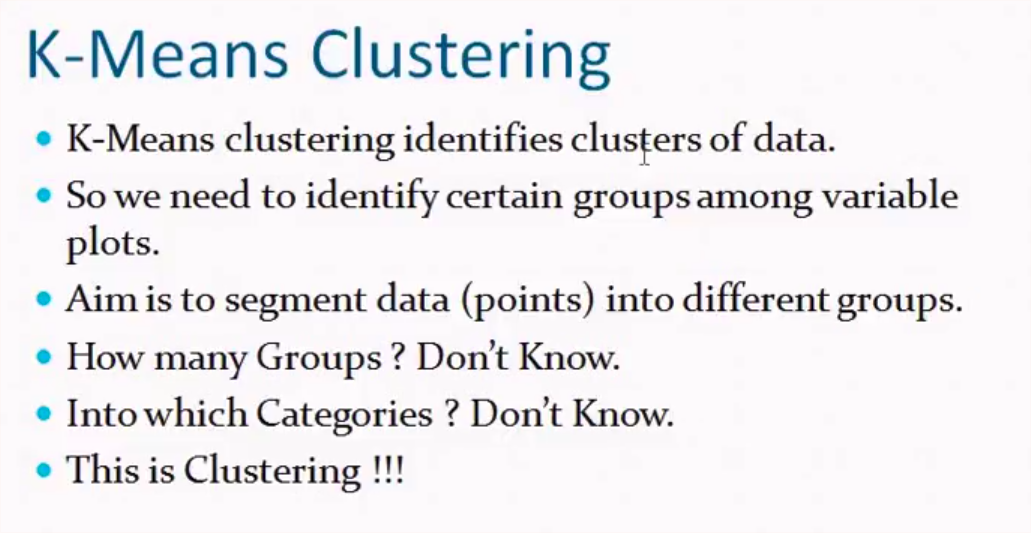 K-Means Clustering
• K-Means clustering identifies clusters of data.
• So we need to identify certain groups among variable
plots.
• Aim is to segment data (points) into different groups.
• How many Groups ? Don't Know.
• Into which Categories ? Don't Know.
• This is Clustering !!!